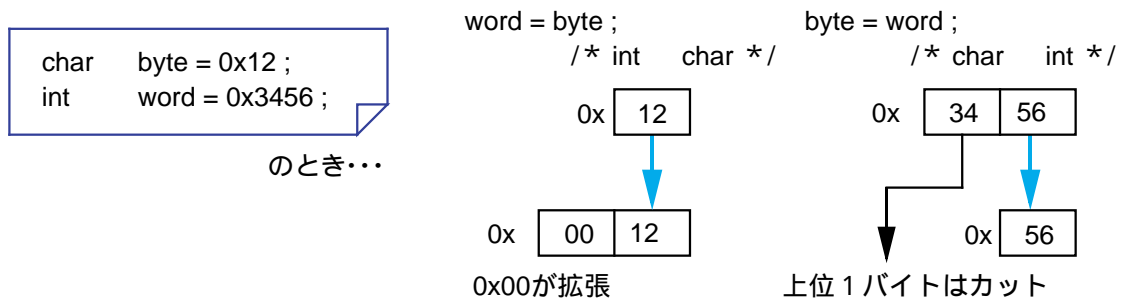 char byte = 0x12 ;
int word = 0x3456 ;
のとき･･･
word = byte ;
/* int char */
0x 12
0x 00 12
0x00が拡張
byte = word ;
/* char int */
0x 34 56
0x 56
上位１バイトはカット